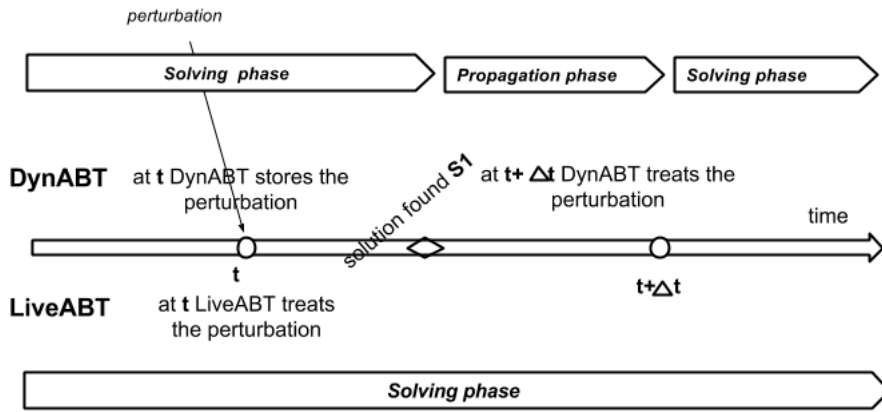 perturbation
Solving phase
Propagation phase
Solving phase
DynABT
at t DynABT stores the
perturbation
solution found S1
at t+ Δt DynABT treats the
perturbation
time
t
t+Δ t
LiveABT
at t LiveABT treats
the perturbation
Solving phase